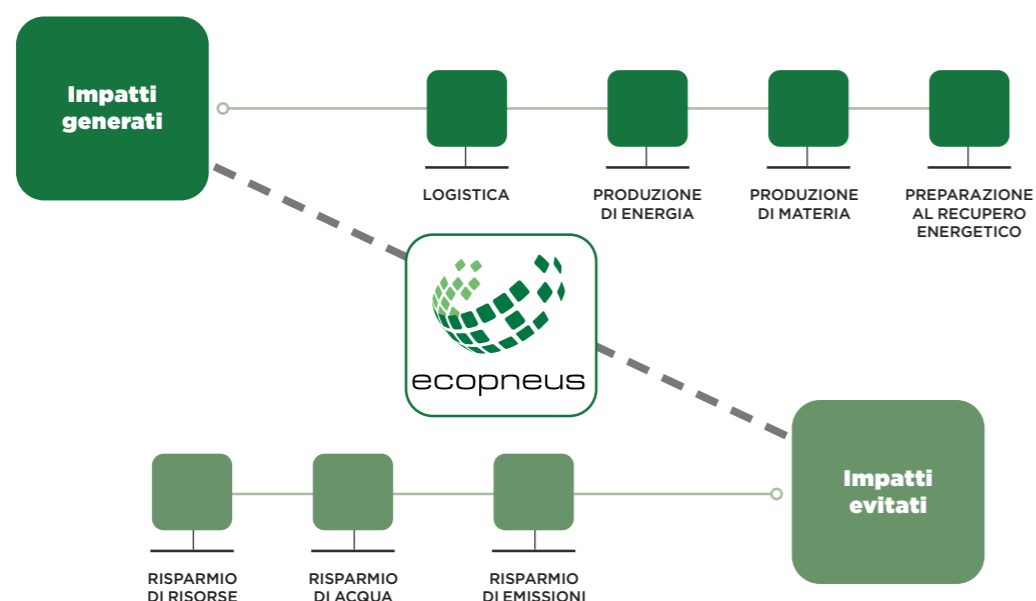 Impatti
generati
LOGISTICA
PRODUZIONE
DI ENERGIA
PRODUZIONE
DI MATERIA
PREPARAZIONE
AL RECUPERO
ENERGETICO
ecopneus
Impatti
evitati
RISPARMIO
DI RISORSE
RISPARMIO
DI ACQUA
RISPARMIO
DI EMISSIONI